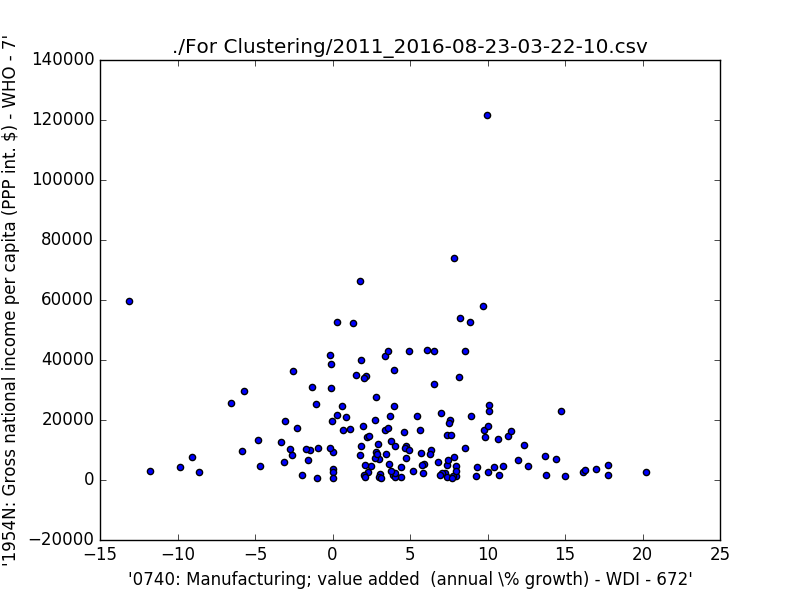 ./For Clustering/2011_2016-08-23-03-22-10.csv
140000
120000
100000
80000
60000
40000
20000
0
−20000
'1954N: Gross national income per capita (PPP int. $) - WHO - 7'
−15 −10 −5 0 5 10 15 20 25
'0740: Manufacturing; value added  (annual \% growth) - WDI - 672'